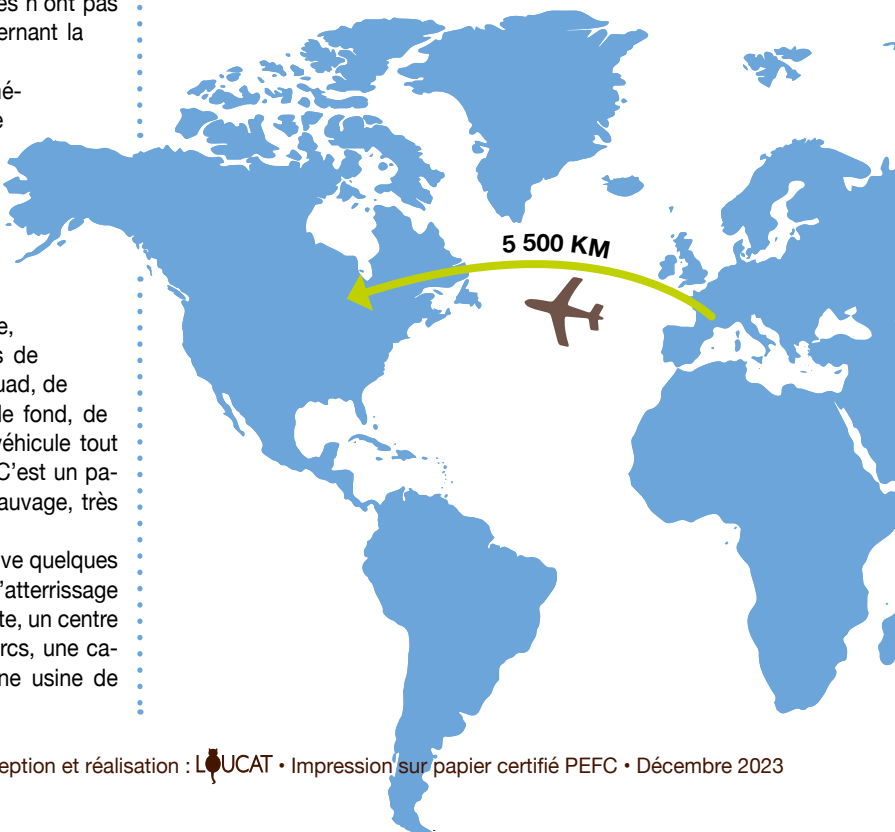 es n'ont pas
ernant la
né-
e
e,
s de
uad, de
le fond, de
véhicule tout
C'est un pa-
auvage, très
ve quelques
'atterrissage
te, un centre
rcs, une ca-
ne usine de
5 500 KM
eption et réalisation : LOUCAT • Impression sur papier certifié PEFC • Décembre 2023